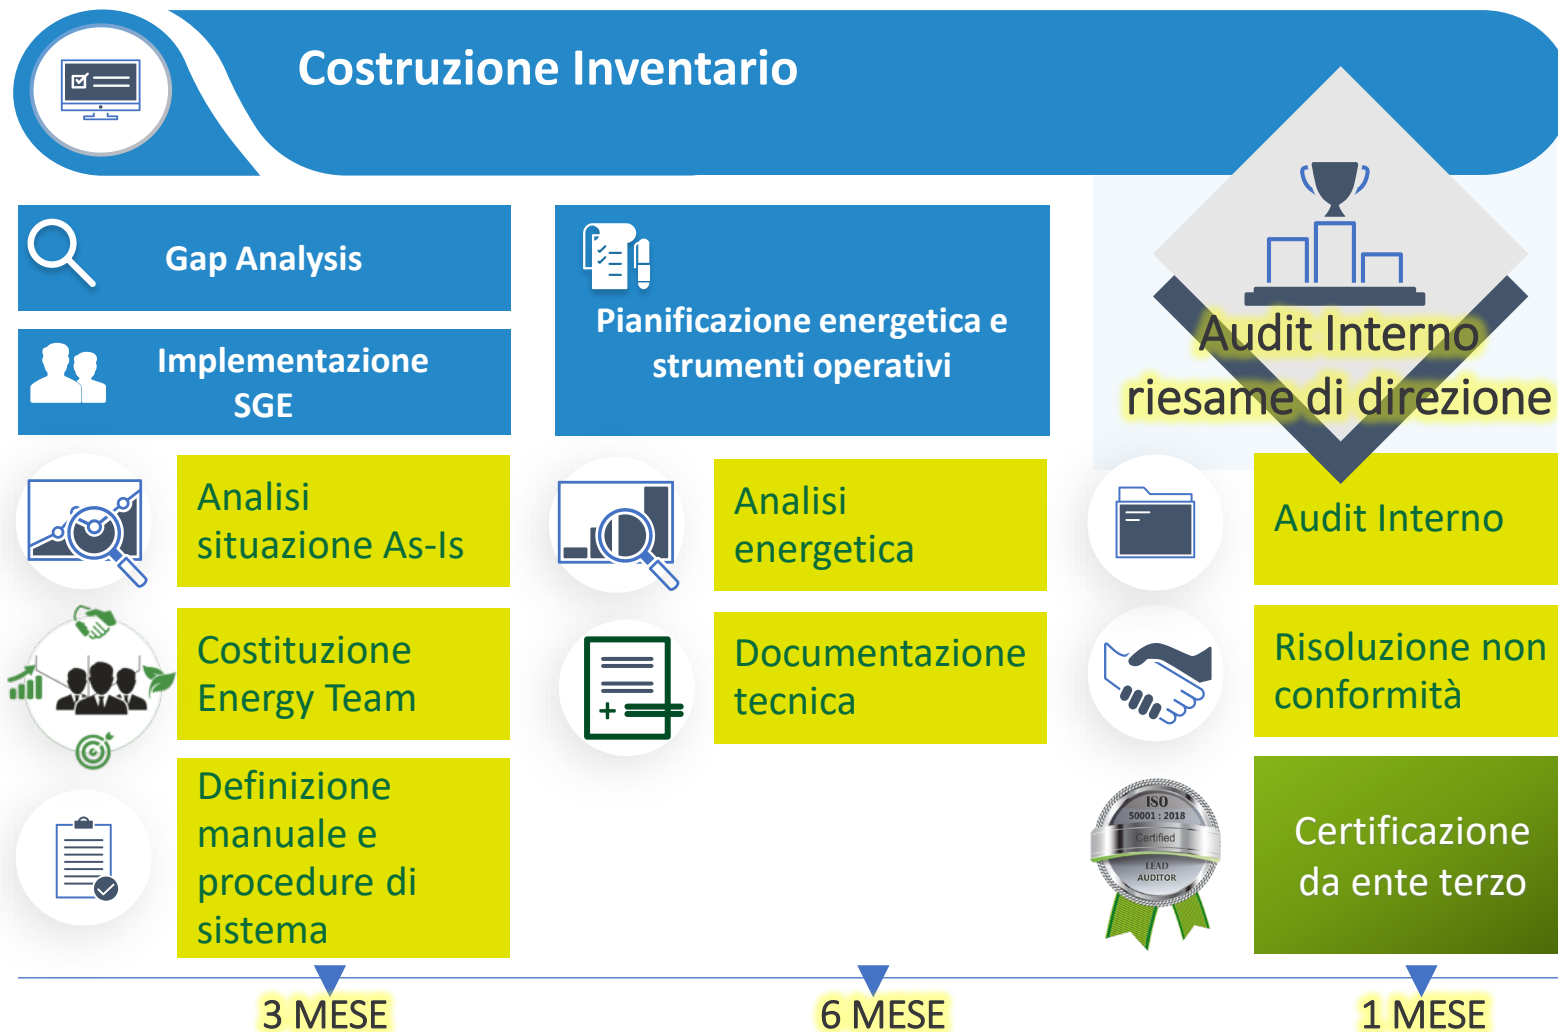 Costruzione Inventario
Gap Analysis
Implementazione
SGE
Analisi
situazione As-Is
Costituzione
Energy Team
Definizione
manuale e
procedure di
sistema
3 MESE
Pianificazione energetica e
strumenti operativi
Analisi
energetica
Documentazione
tecnica
6 MESE
Audit Interno
riesame di direzione
Audit Interno
Risoluzione non
conformità
ISO
50001 : 2018
Certified
LEAD
AUDITOR
Certificazione
da ente terzo
1 MESE